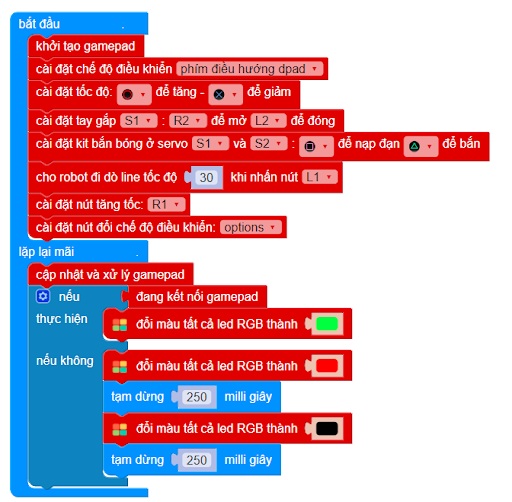 bắt đầu
khởi tạo gamepad
cài đặt chế độ điều khiển phím điều hướng dpad
cài đặt tốc độ: để tăng - để giảm
cài đặt tay gắp S1 : R2 để mở L2 để đóng
cài đặt kit bắn bóng ở servo S1 và S2 : để nạp đạn để bắn
cho robot đi dò line tốc độ 30 khi nhấn nút L1
cài đặt nút tăng tốc: R1
cài đặt nút đổi chế độ điều khiển: options
lặp lại mãi
cập nhật và xử lý gamepad
nếu đang kết nối gamepad
thực hiện đổi màu tất cả led RGB thành
nếu không đổi màu tất cả led RGB thành
tạm dừng 250 milli giây
đổi màu tất cả led RGB thành
tạm dừng 250 milli giây